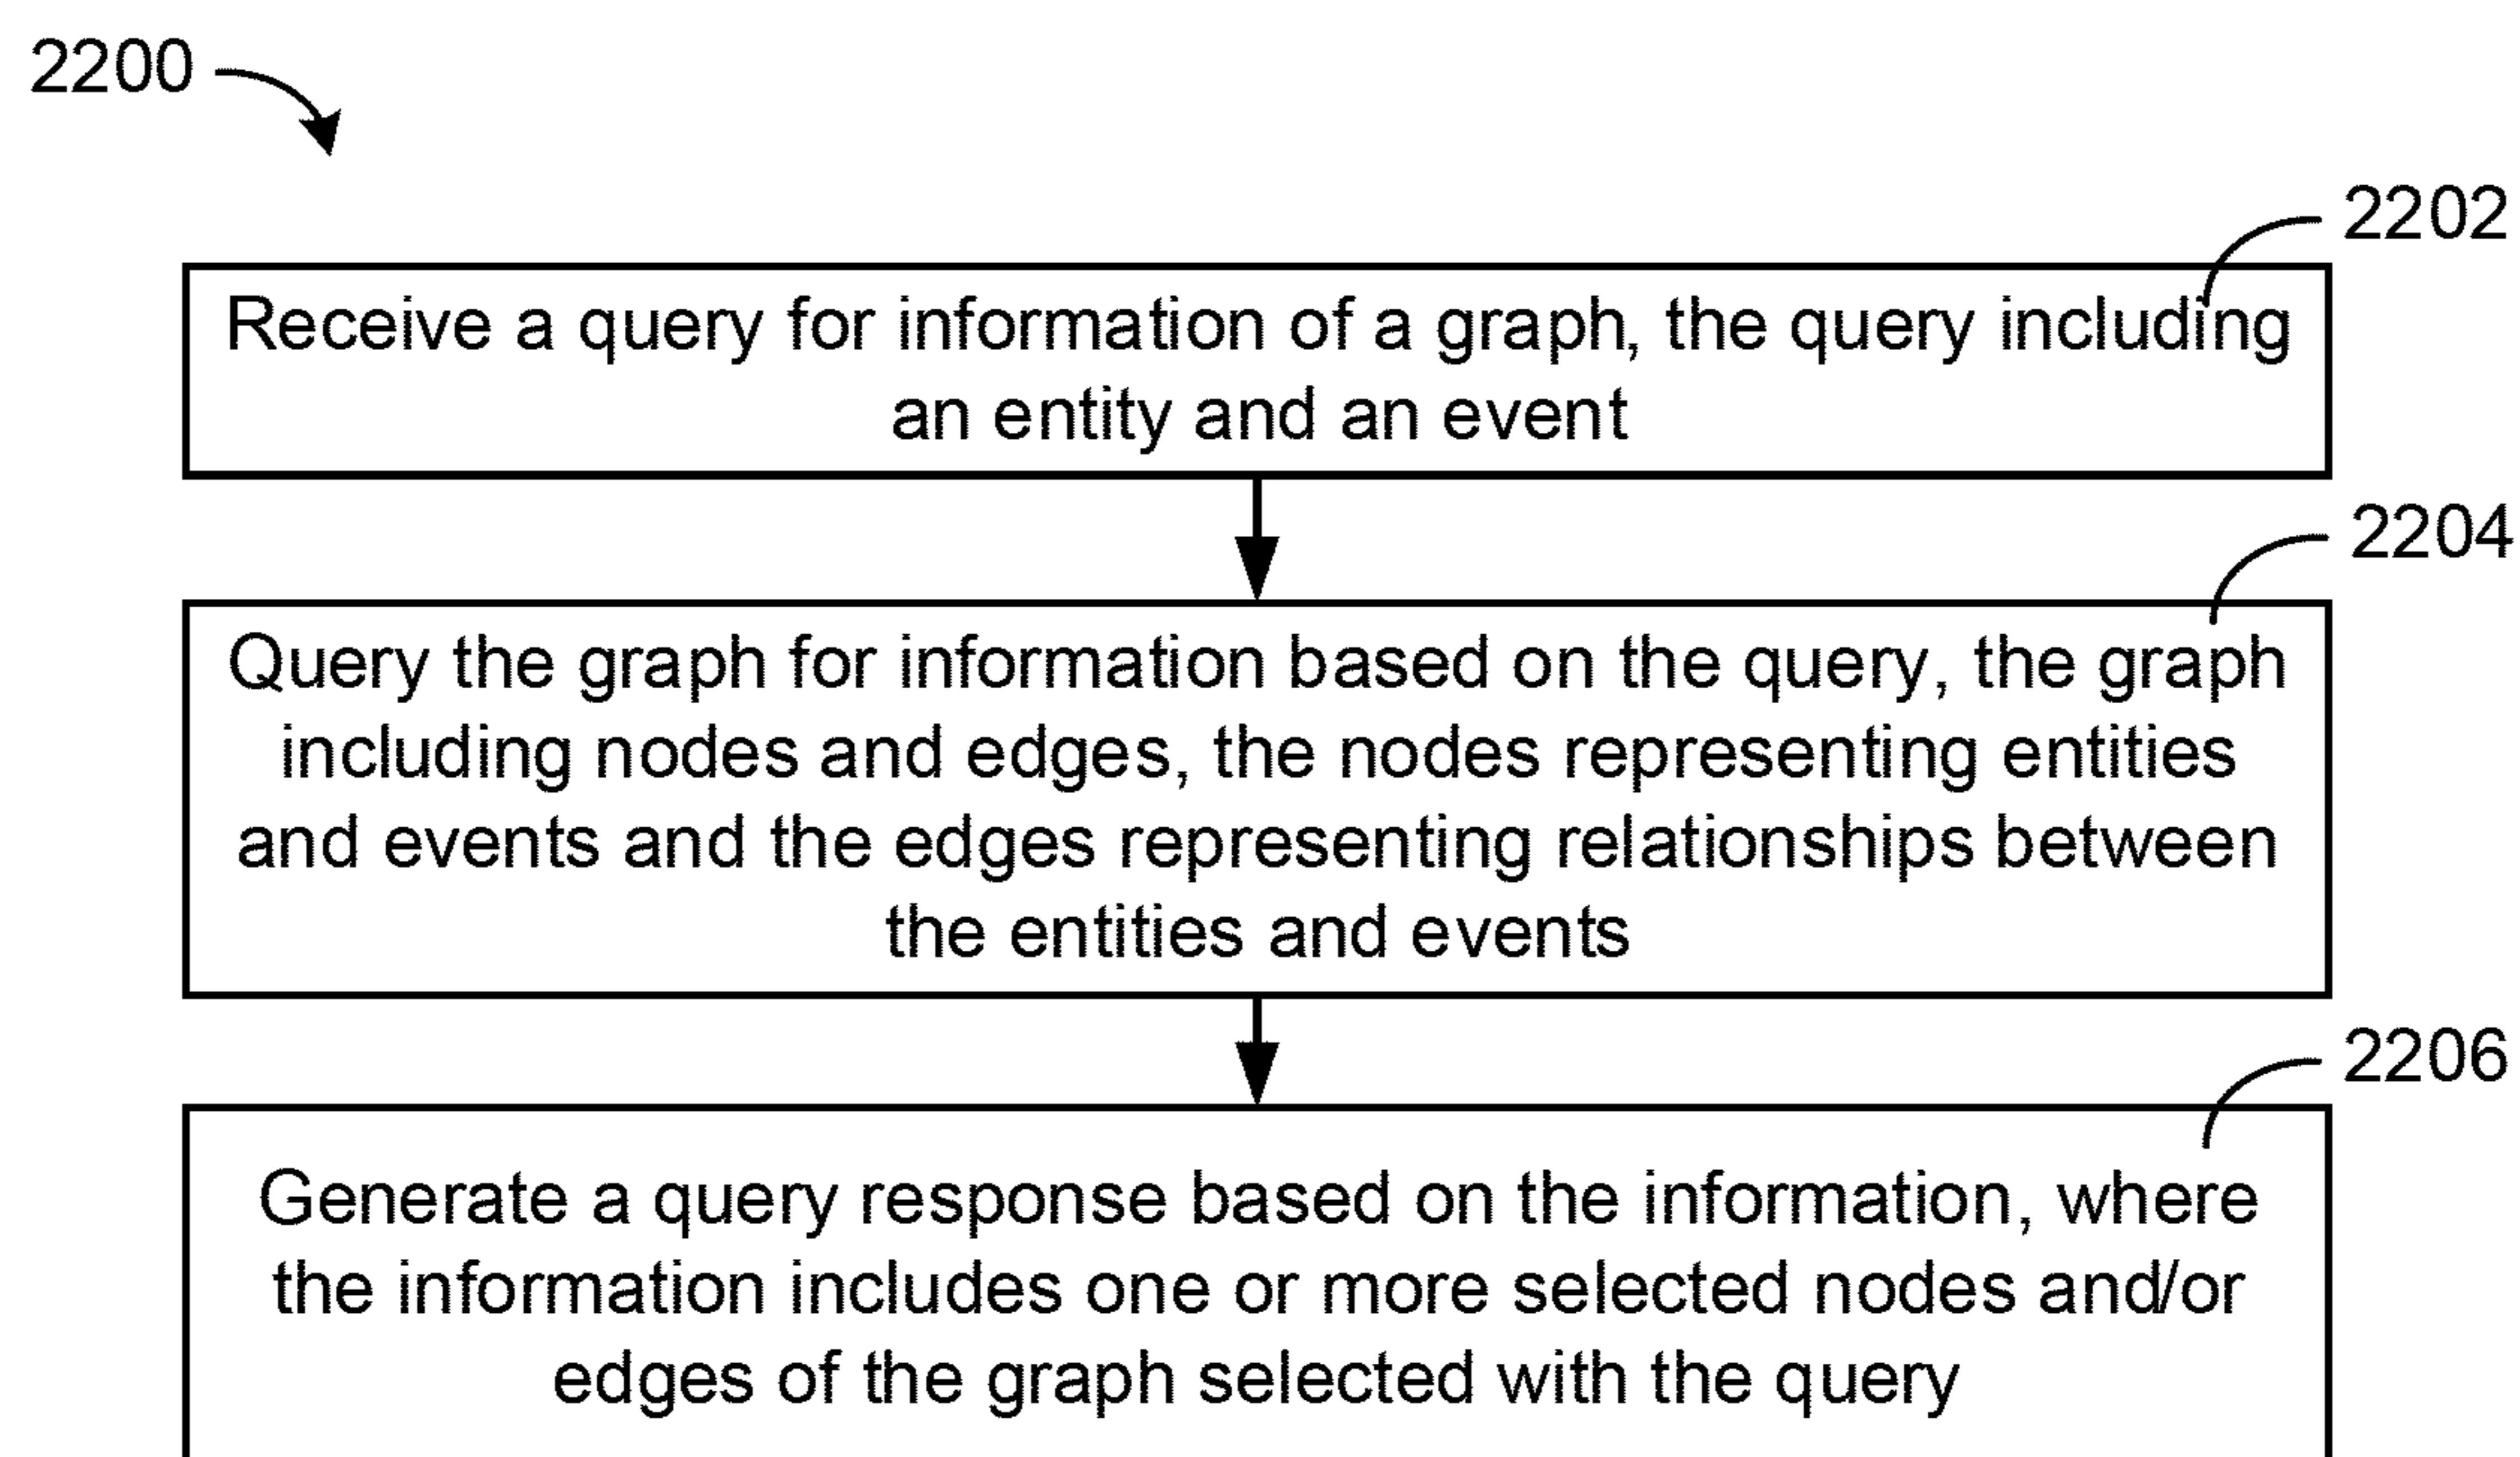 2200
2202
Receive a query for information of a graph, the query including
an entity and an event
2204
Query the graph for information based on the query, the graph
including nodes and edges, the nodes representing entities
and events and the edges representing relationships between
the entities and events
2206
Generate a query response based on the information, where
the information includes one or more selected nodes and/or
edges of the graph selected with the query